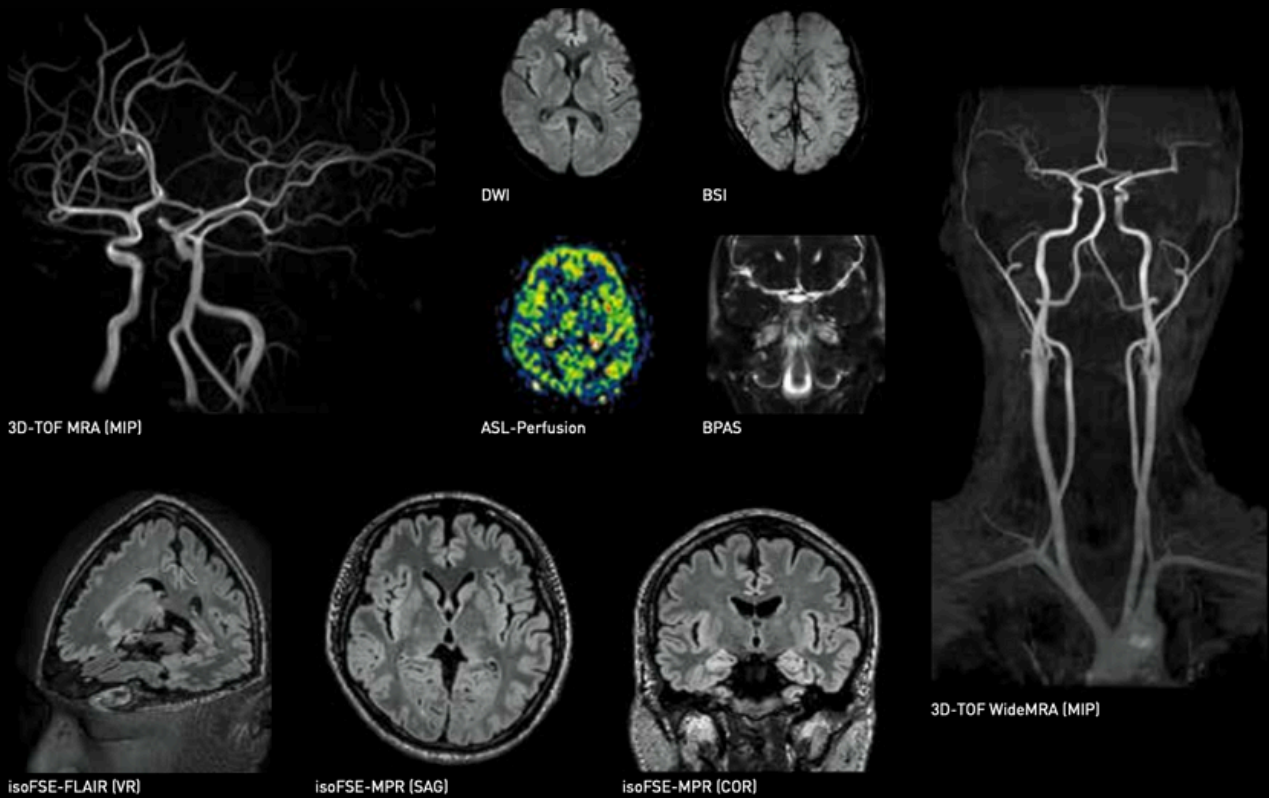 DWI
BSI
3D-TOF MRA (MIP)
ASL-Perfusion
BPAS
3D-TOF WideMRA (MIP)
isoFSE-FLAIR (VR)
isoFSE-MPR (SAG)
isoFSE-MPR (COR)